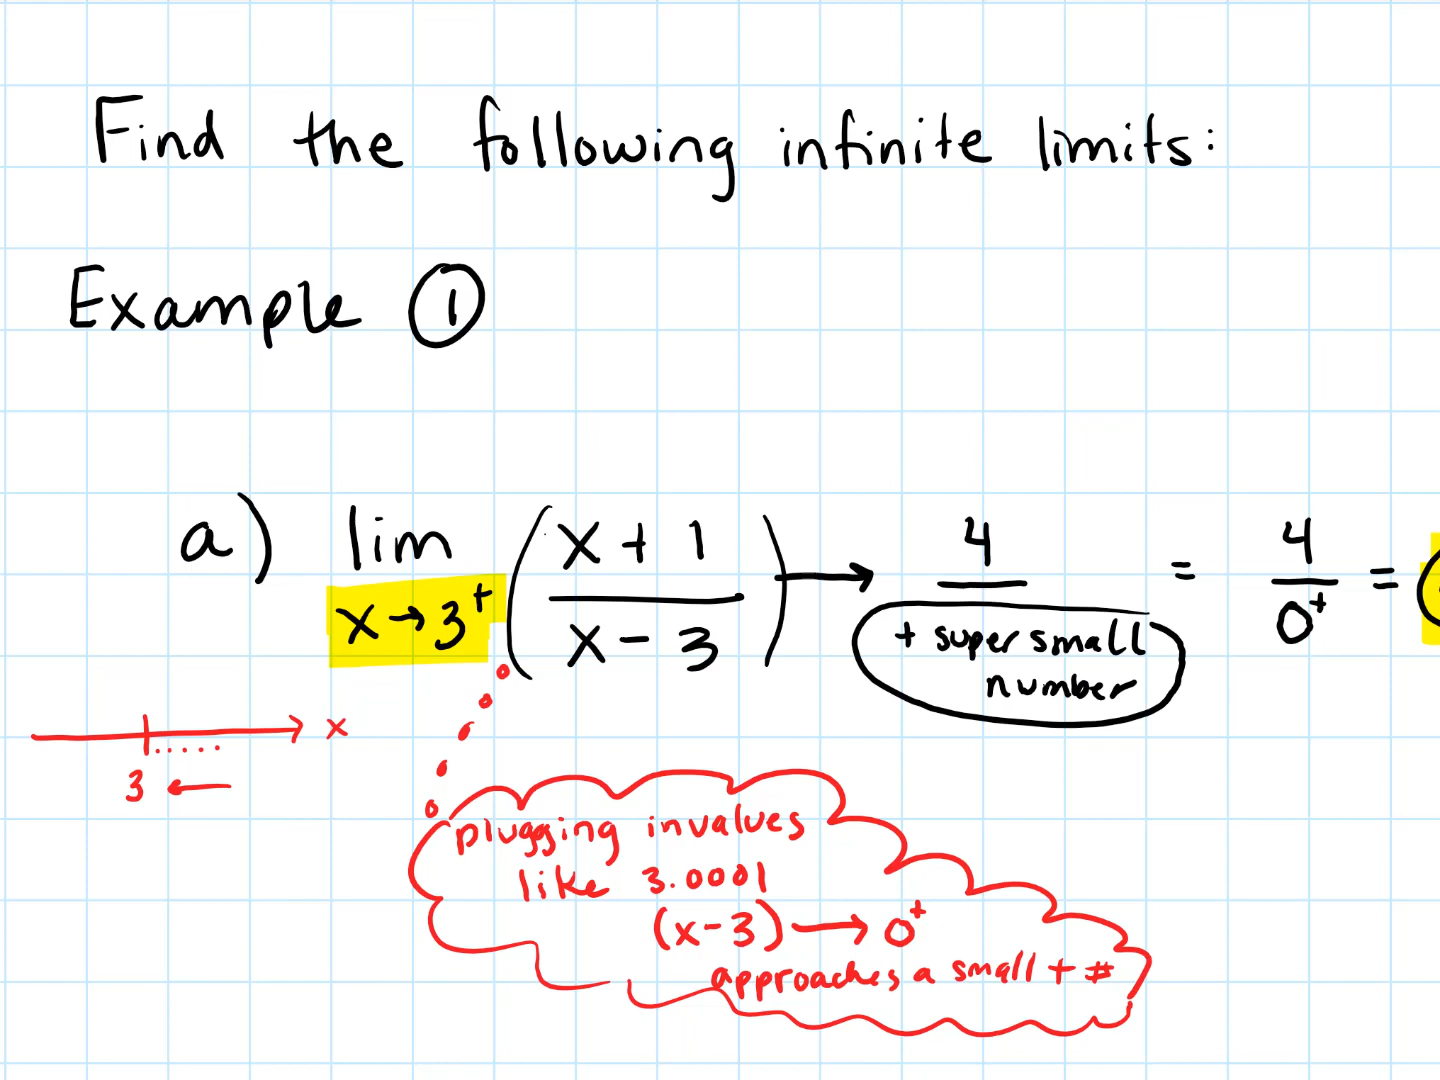 Find the following infinite limits:
Example ①
a) lim x→3⁺ (x + 1 / x - 3) → 4 / + super small number = 4 / 0⁺ =
x
3
plugging in values
like 3.0001
(x-3) → 0⁺
approaches a small + #